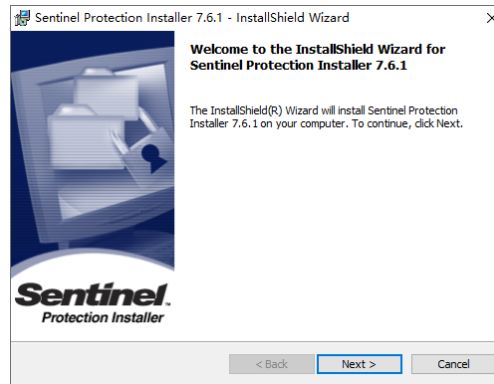 Sentinel Protection Installer 7.6.1 - InstallShield Wizard
Welcome to the InstallShield Wizard for
Sentinel Protection Installer 7.6.1
The InstallShield(R) Wizard will install Sentinel Protection
Installer 7.6.1 on your computer. To continue, click Next.
Sentinel.
Protection Installer
< Back
Next >
Cancel